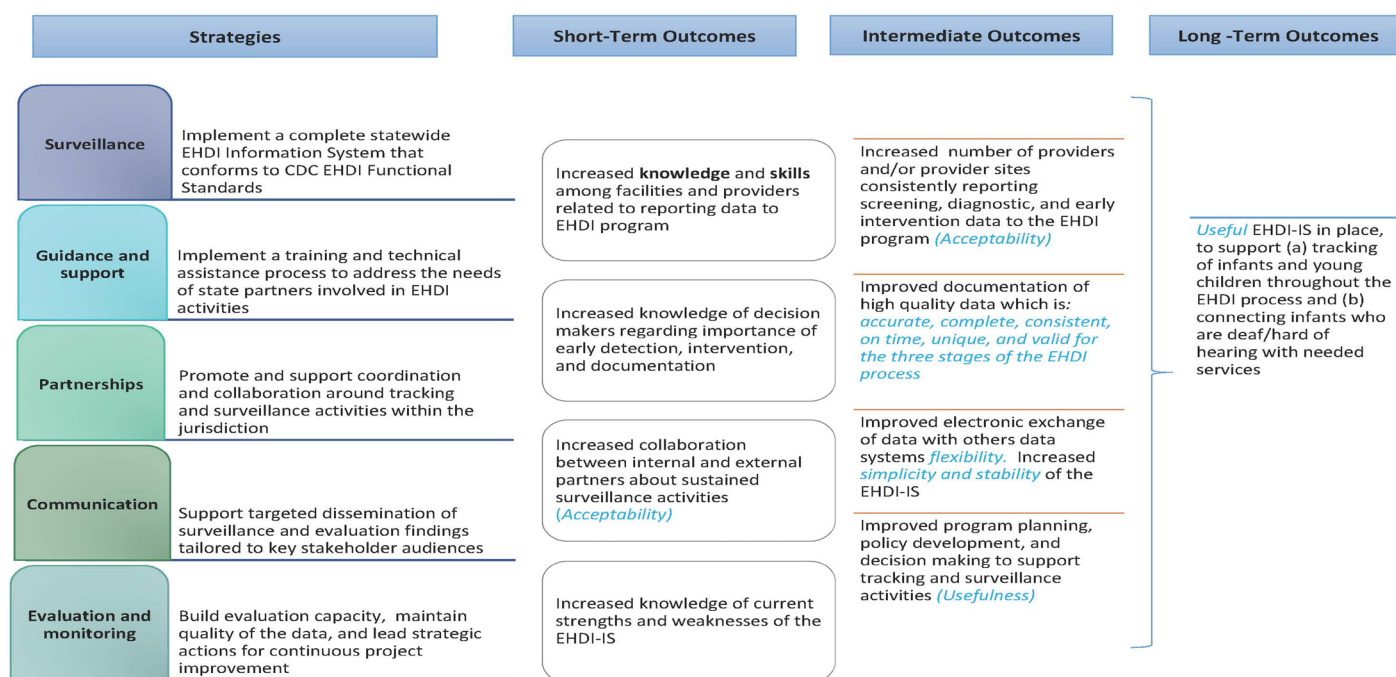 Strategies
Short-Term Outcomes
Intermediate Outcomes
Long -Term Outcomes
Surveillance
Implement a complete statewide
EHDI Information System that
conforms to CDC EHDI Functional
Standards
Guidance and
support
Implement a training and technical
assistance process to address the needs
of state partners involved in EHDI
activities
Partnerships
Promote and support coordination
and collaboration around tracking
and surveillance activities within the
jurisdiction
Communication
Support targeted dissemination of
surveillance and evaluation findings
tailored to key stakeholder audiences
Evaluation and
monitoring
Build evaluation capacity, maintain
quality of the data, and lead strategic
actions for continuous project
improvement
Increased knowledge and skills
among facilities and providers
related to reporting data to
EHDI program
Increased knowledge of decision
makers regarding importance of
early detection, intervention,
and documentation
Increased collaboration
between internal and external
partners about sustained
surveillance activities
(Acceptability)
Increased knowledge of current
strengths and weaknesses of the
EHDI-IS
Increased number of providers
and/or provider sites
consistently reporting
screening, diagnostic, and early
intervention data to the EHDI
program (Acceptability)
Improved documentation of
high quality data which is:
accurate, complete, consistent,
on time, unique, and valid for
the three stages of the EHDI
process
Improved electronic exchange
of data with others data
systems flexibility. Increased
simplicity and stability of the
EHDI-IS
Improved program planning,
policy development, and
decision making to support
tracking and surveillance
activities (Usefulness)
Useful EHDI-IS in place,
to support (a) tracking
of infants and young
children throughout the
EHDI process and (b)
connecting infants who
are deaf/hard of
hearing with needed
services